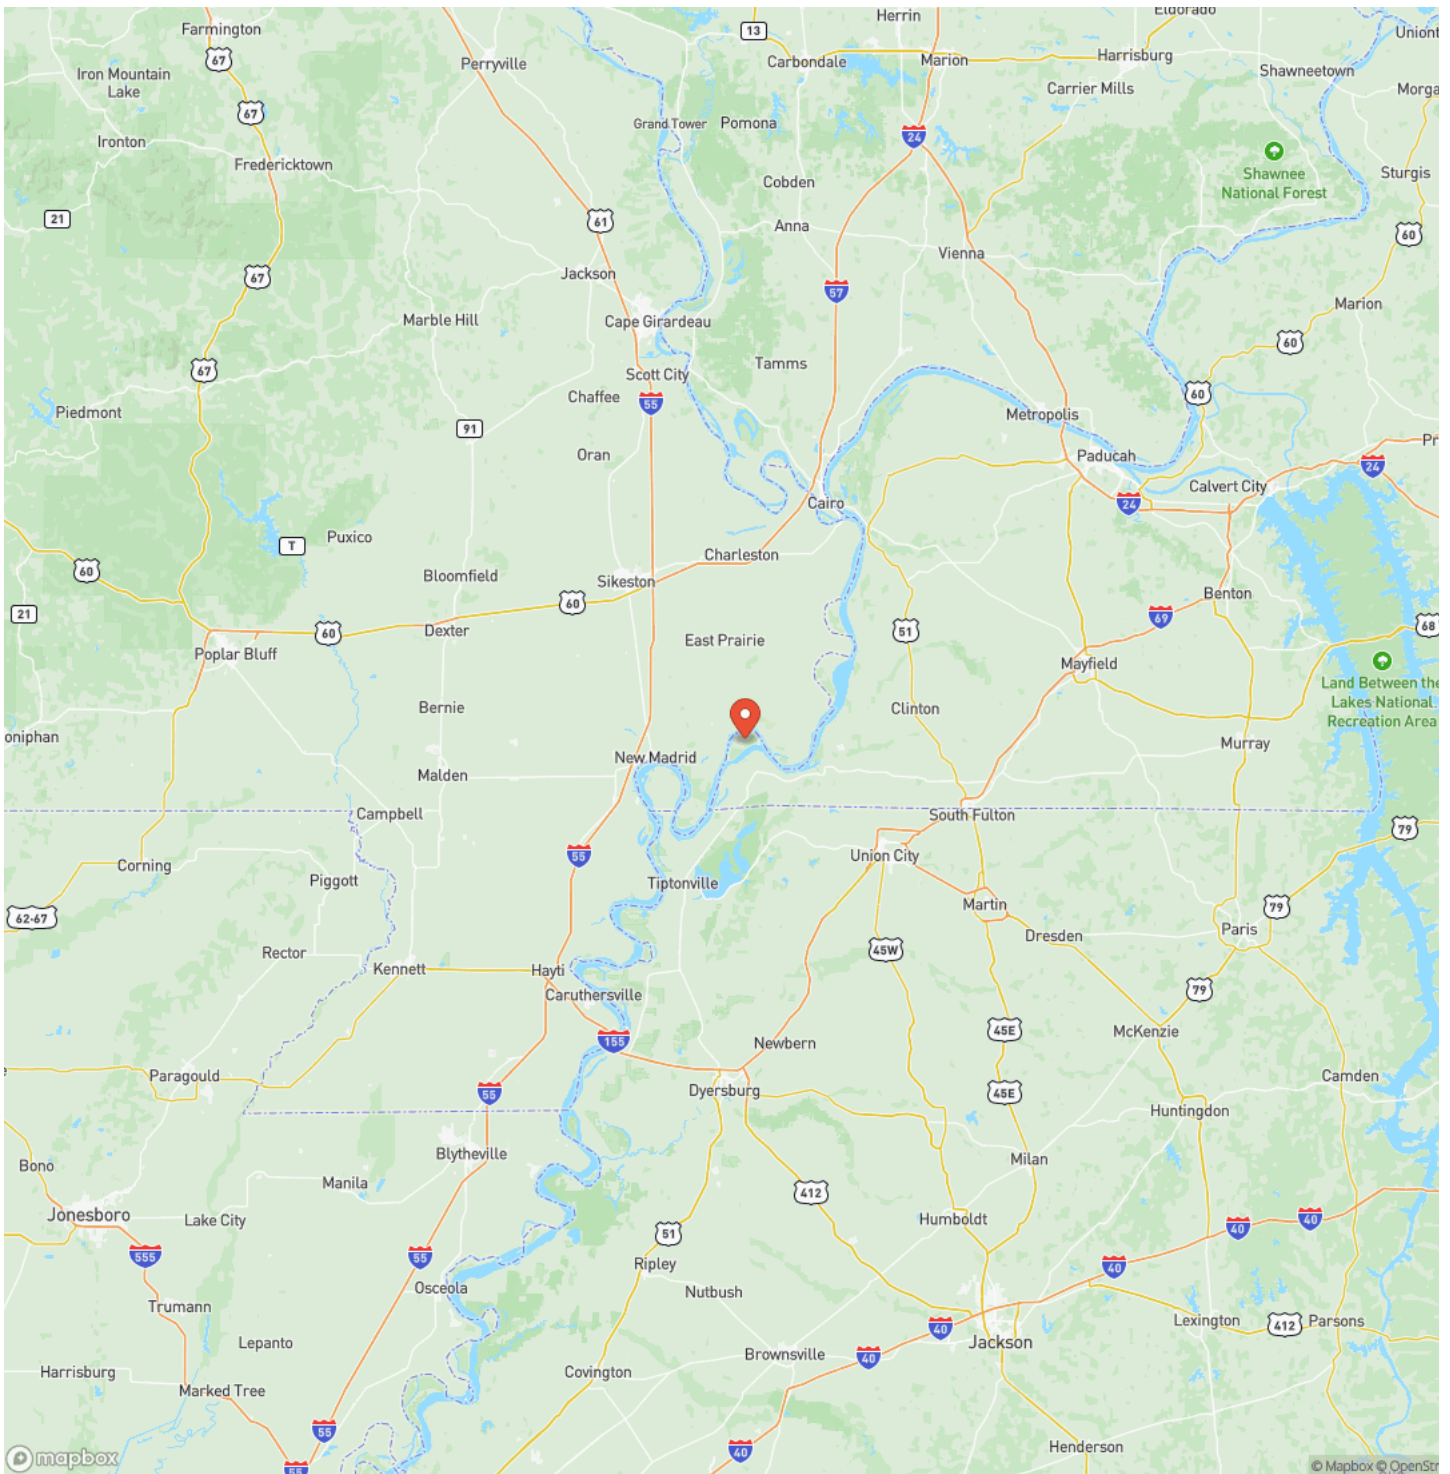 Farmington
67
Herrin
Eldorado
13
Uniont
Perryville
Iron Mountain
Lake
Carbondale
Marion
Harrisburg
Shawneetown
67
Carrier Mills
Morga
Grand Tower
Pomona
24
Ironton
Fredericktown
Shawnee
National Forest
Sturgis
Cobden
21
61
Anna
60
Vienna
67
Jackson
57
Marion
Marble Hill
Cape Girardeau
60
67
Tamms
Scott City
60
Chaffee
55
Piedmont
Metropolis
91
Pr
Oran
Paducah
24
Calvert City
24
Cairo
T
Puxico
Charleston
60
Bloomfield
Sikeston
Benton
60
21
69
60
Dexter
51
68
East Prairie
Poplar Bluff
Mayfield
Land Between the
Lakes National
Recreation Area
Bernie
Clinton
oniphan
Murray
New Madrid
Malden
Campbell
South Fulton
79
55
Union City
Corning
Piggott
Tiptonville
62-67
Martin
79
Paris
Dresden
45W
Rector
Kennett
Hayti
79
Caruthersville
45E
McKenzie
155
Newbern
Paragould
Camden
55
Dyersburg
45E
Huntingdon
Blytheville
Bono
Milan
Manila
412
Jonesboro
Lake City
Humboldt
40
40
51
555
55
Ripley
40
Osceola
Nutbush
Trumann
Lexington
412
Parsons
40
Lepanto
Jackson
Brownsville
40
Harrisburg
Covington
Marked Tree
55
Henderson
40
mapbox
55
© Mapbox © OpenStr